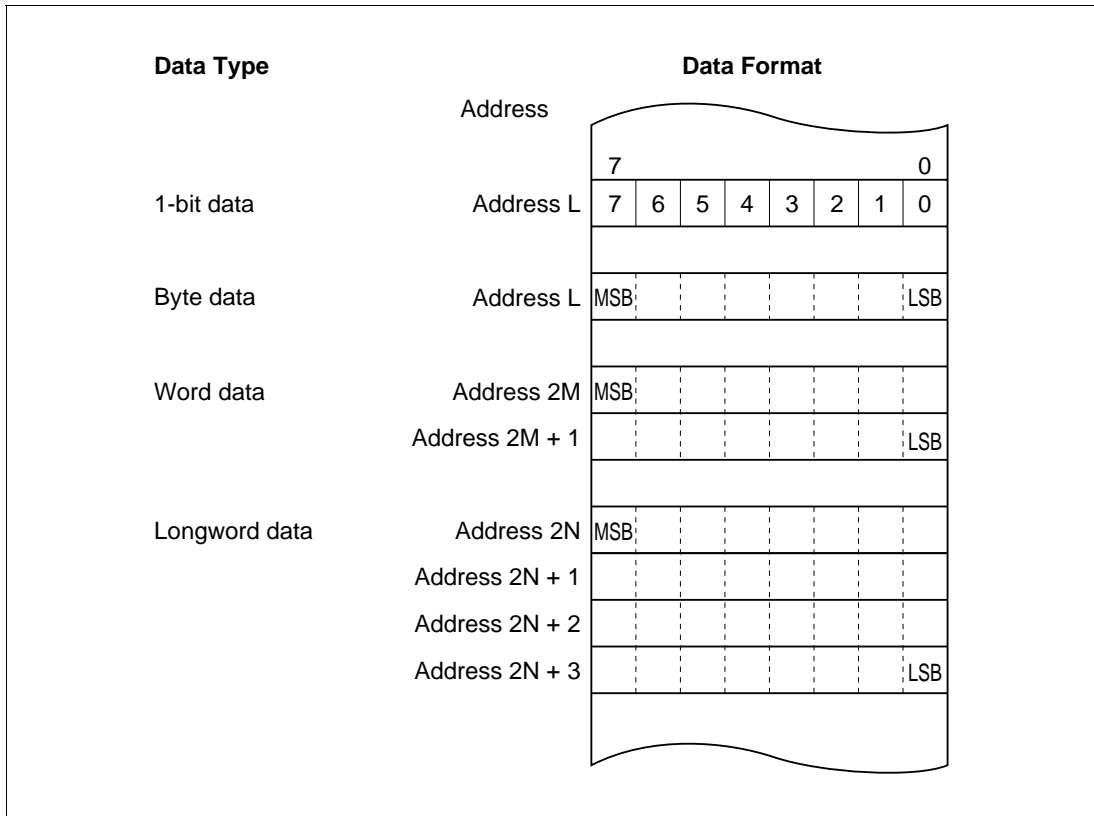 Data Type Data Format
Address
7 0
1-bit data Address L 7 6 5 4 3 2 1 0
Byte data Address L MSB LSB
Word data Address 2M MSB
Address 2M + 1 LSB
Longword data Address 2N MSB
Address 2N + 1
Address 2N + 2
Address 2N + 3 LSB